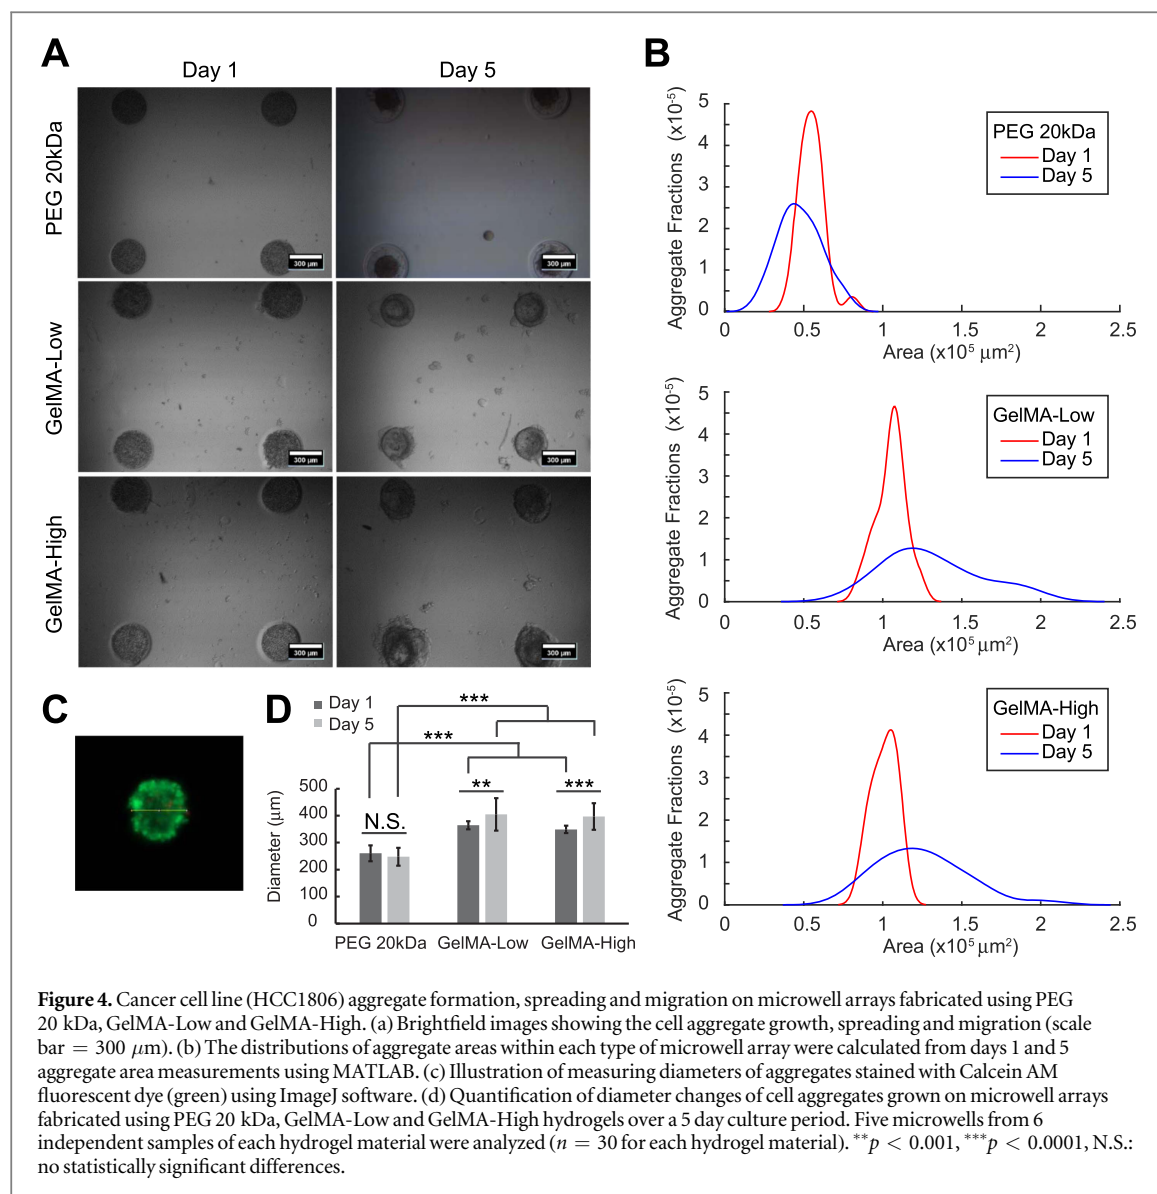 A
Day 1
Day 5
PEG 20kDa
300 µm
300 µm
GelMA-Low
300 µm
300 µm
GelMA-High
300 µm
300 µm
B
Aggregate Fractions (x10⁻⁵)
5
4
3
2
1
0
0
0.5
1
1.5
2
2.5
Area (x10⁵ µm²)
PEG 20kDa
Day 1
Day 5
Aggregate Fractions (x10⁻⁵)
5
4
3
2
1
0
0
0.5
1
1.5
2
2.5
Area (x10⁵ µm²)
GelMA-Low
Day 1
Day 5
Aggregate Fractions (x10⁻⁵)
5
4
3
2
1
0
0
0.5
1
1.5
2
2.5
Area (x10⁵ µm²)
GelMA-High
Day 1
Day 5
C
D
Day 1
Day 5
***
***
**
***
N.S.
Diameter (µm)
500
400
300
200
100
0
PEG 20kDa
GelMA-Low
GelMA-High
Figure 4. Cancer cell line (HCC1806) aggregate formation, spreading and migration on microwell arrays fabricated using PEG
20 kDa, GelMA-Low and GelMA-High. (a) Brightfield images showing the cell aggregate growth, spreading and migration (scale
bar = 300 µm). (b) The distributions of aggregate areas within each type of microwell array were calculated from days 1 and 5
aggregate area measurements using MATLAB. (c) Illustration of measuring diameters of aggregates stained with Calcein AM
fluorescent dye (green) using ImageJ software. (d) Quantification of diameter changes of cell aggregates grown on microwell arrays
fabricated using PEG 20 kDa, GelMA-Low and GelMA-High hydrogels over a 5 day culture period. Five microwells from 6
independent samples of each hydrogel material were analyzed (n = 30 for each hydrogel material). **p < 0.001, ***p < 0.0001, N.S.:
no statistically significant differences.